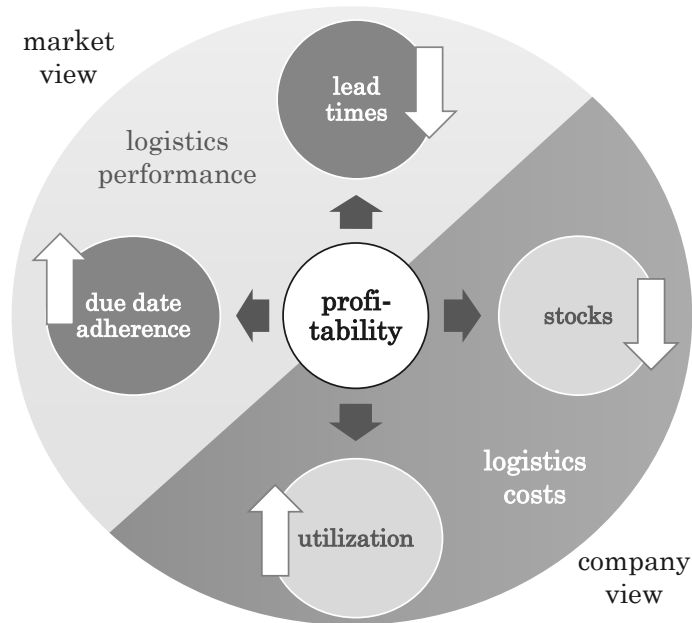 market
view
lead
times
logistics
performance
due date
adherence
profi-
tability
stocks
logistics
costs
utilization
company
view